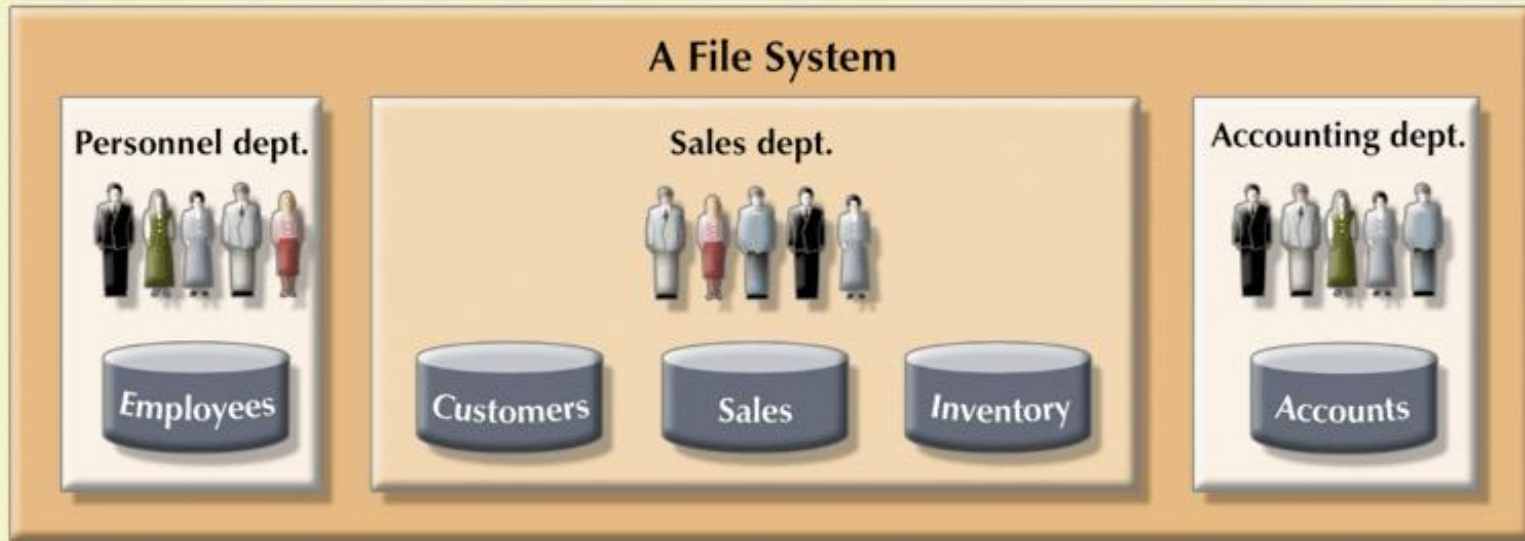 A File System
Personnel dept.
Employees
Sales dept.
Customers
Sales
Inventory
Accounting dept.
Accounts